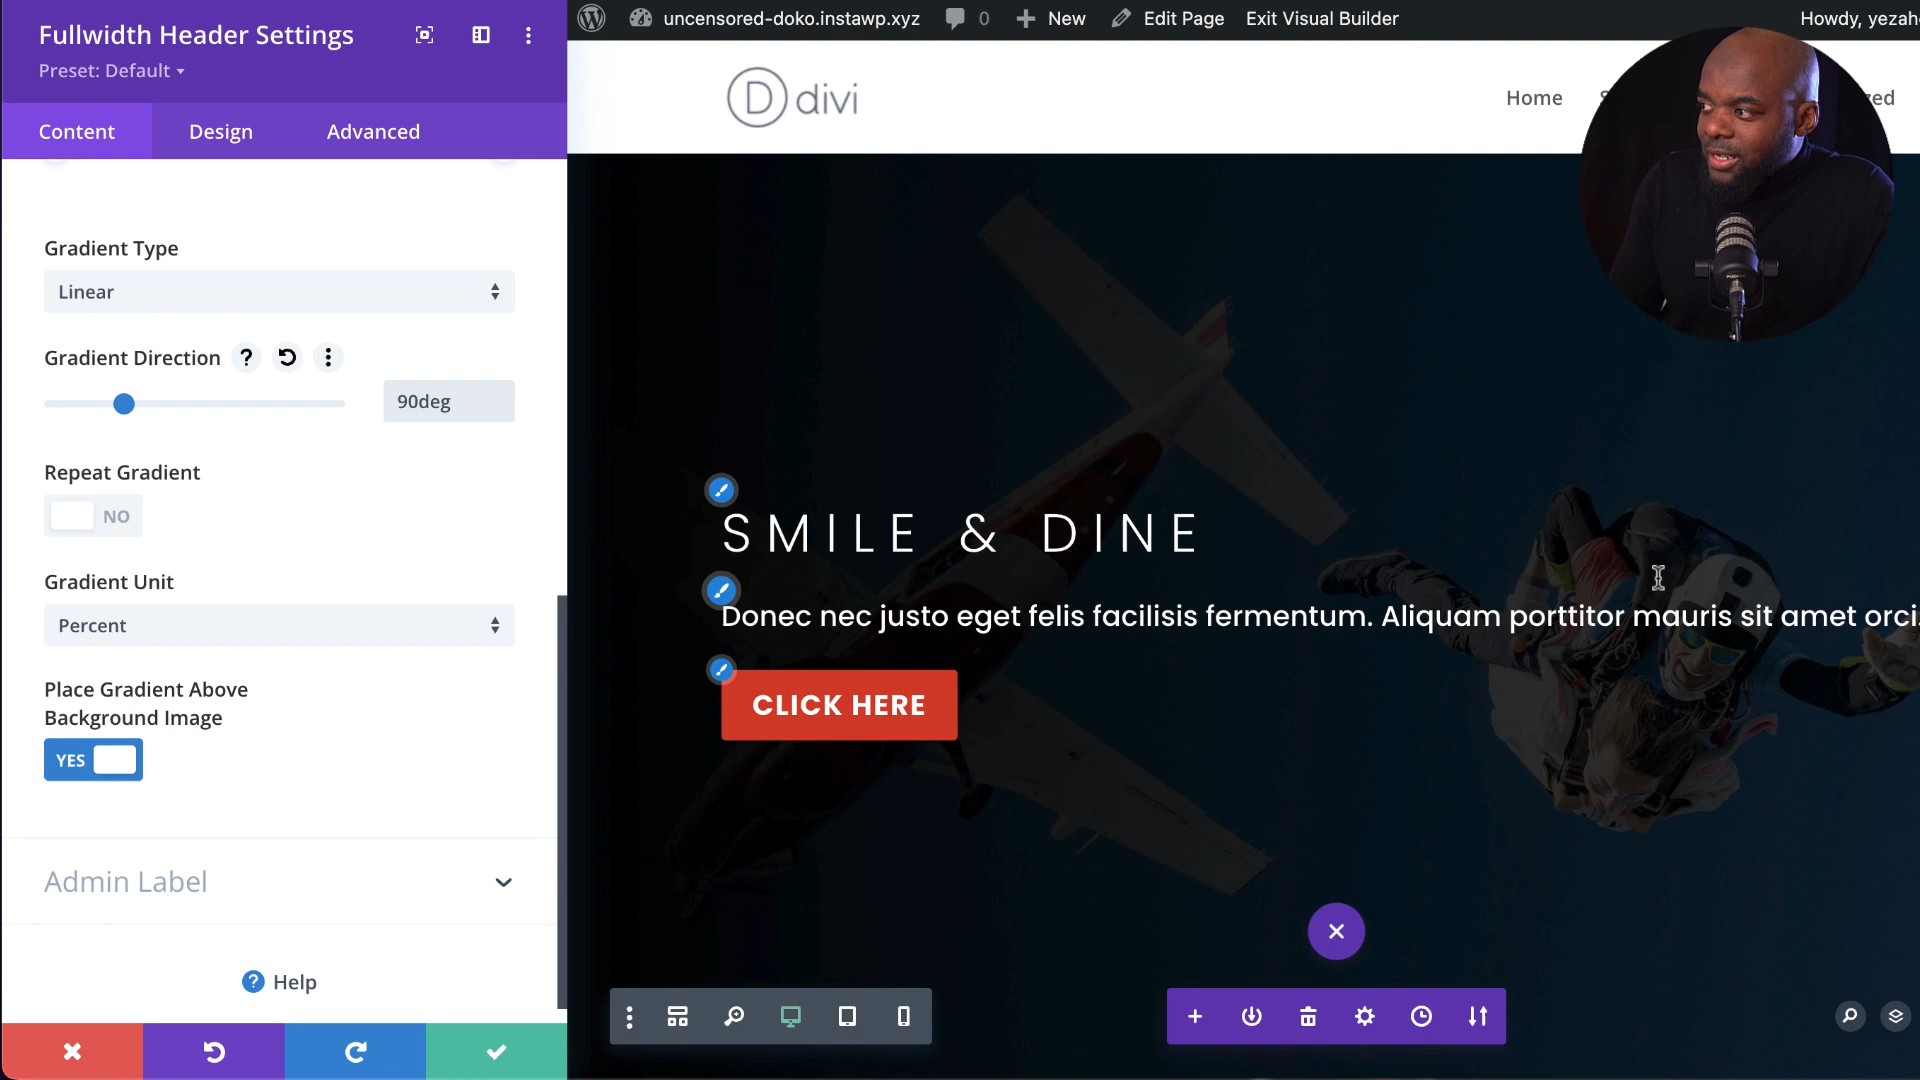 Fullwidth Header Settings
Preset: Default
Content
Design
Advanced
Gradient Type
Linear
Gradient Direction
?
90deg
Repeat Gradient
NO
Gradient Unit
Percent
Place Gradient Above
Background Image
YES
Admin Label
? Help
uncensored-doko.instawp.xyz
0
New
Edit Page
Exit Visual Builder
Howdy,
D divi
Home
SMILE & DINE
Donec nec justo eget felis facilisis fermentum. Aliquam porttitor mauris sit amet orci.
CLICK HERE